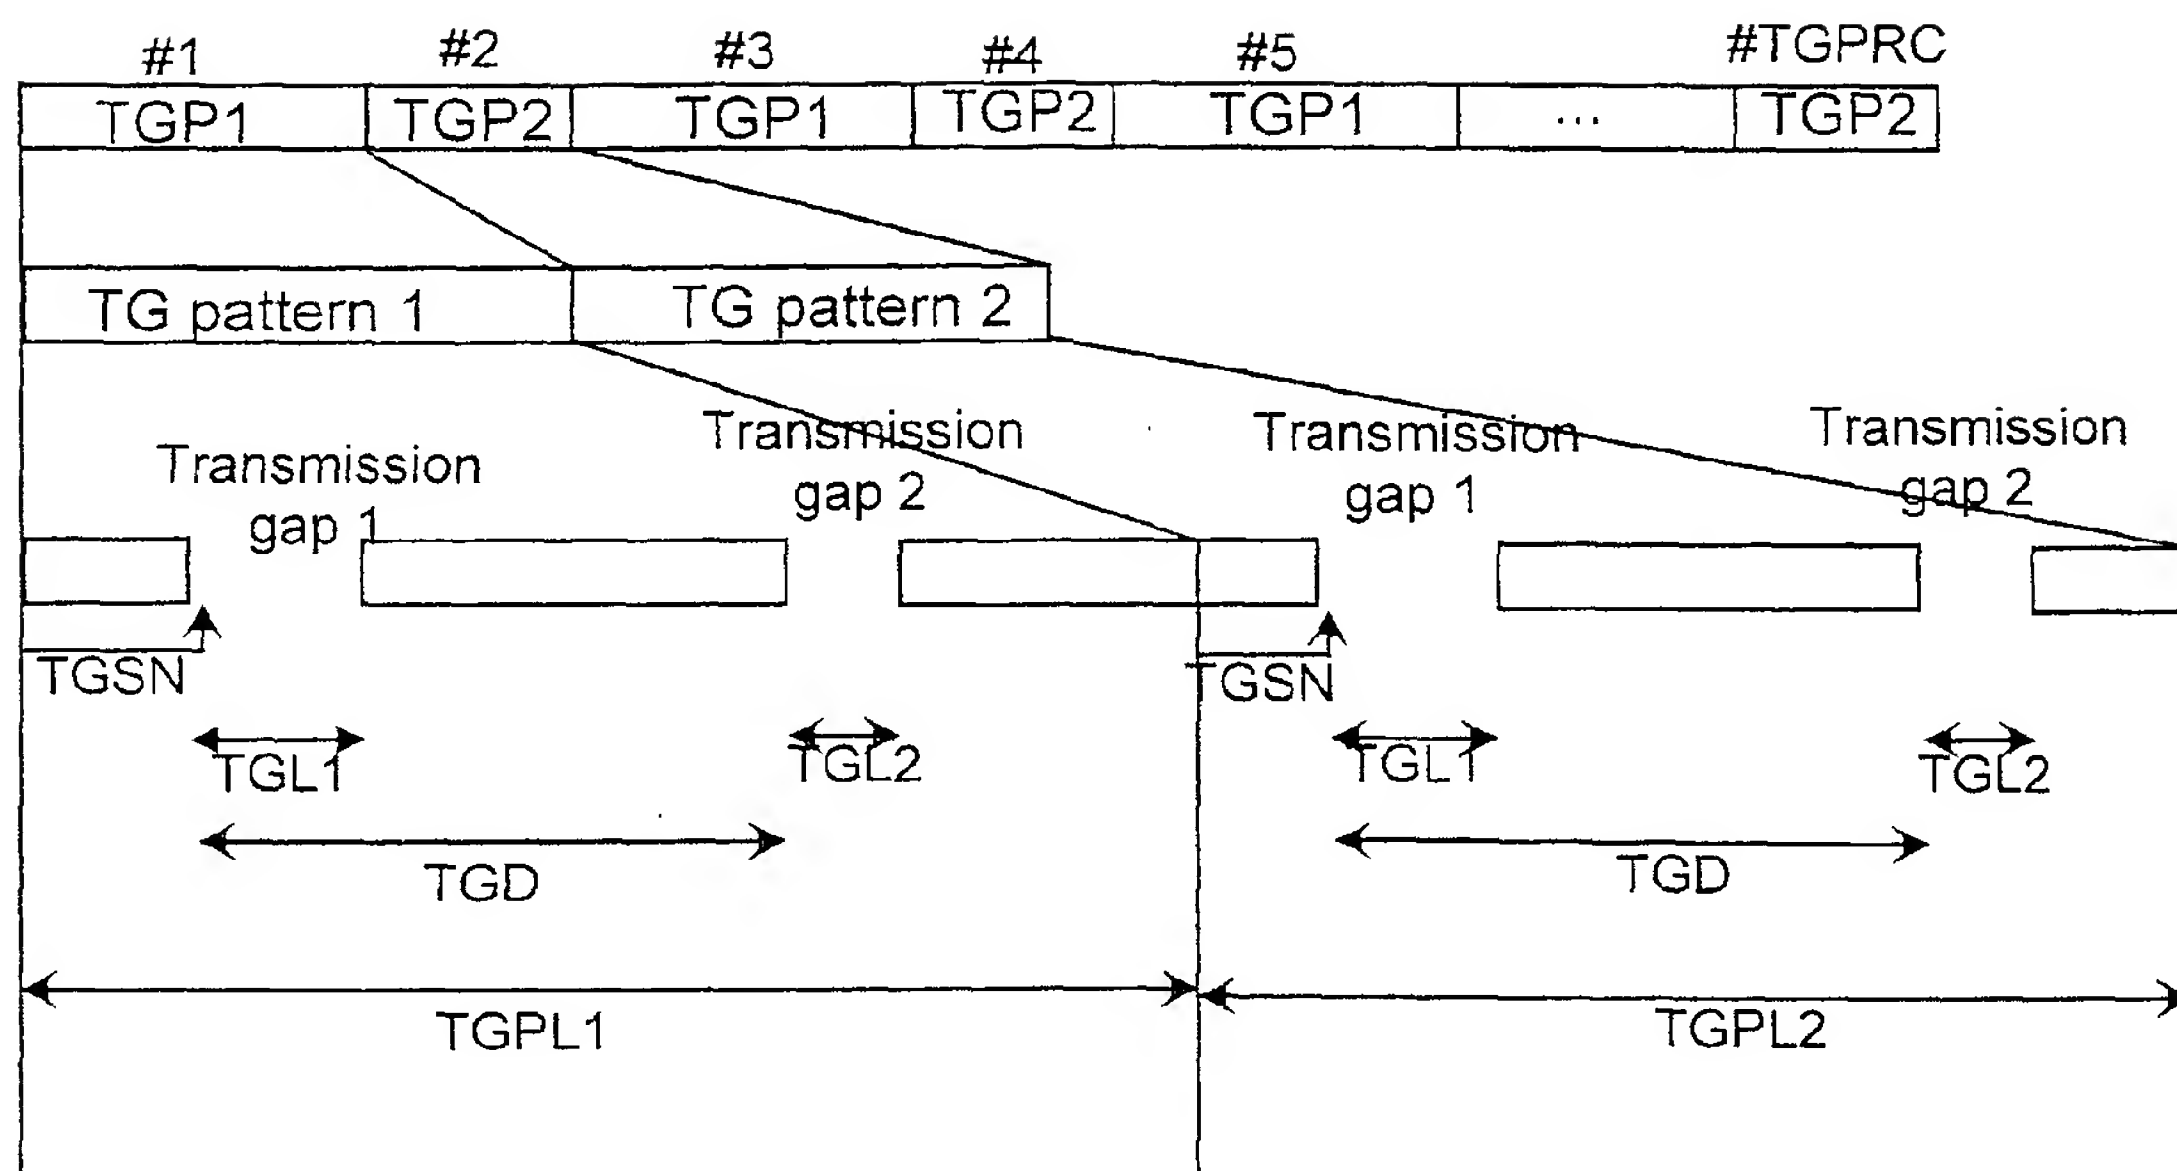 #1 #2 #3 #4 #5 #TGPRC
TGP1 TGP2 TGP1 TGP2 TGP1 ... TGP2
TG pattern 1 TG pattern 2
Transmission
gap 1
Transmission
gap 2
Transmission
gap 1
Transmission
gap 2
TGSN TGSN
TGL1 TGL2 TGL1 TGL2
TGD TGD
TGPL1 TGPL2